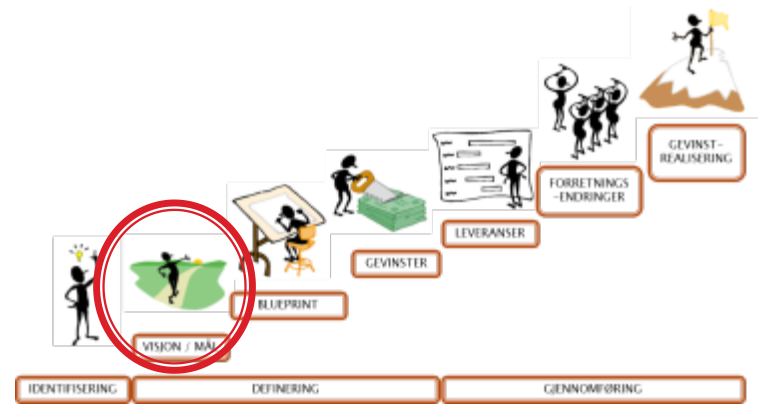 GEVINST-
REALISERING
FORRETNINGS
-ENDRINGER
LEVERANSER
GEVINSTER
BLUEPRINT
VISJON / MÅL
IDENTIFISERING
DEFINERING
GJENNOMFØRING